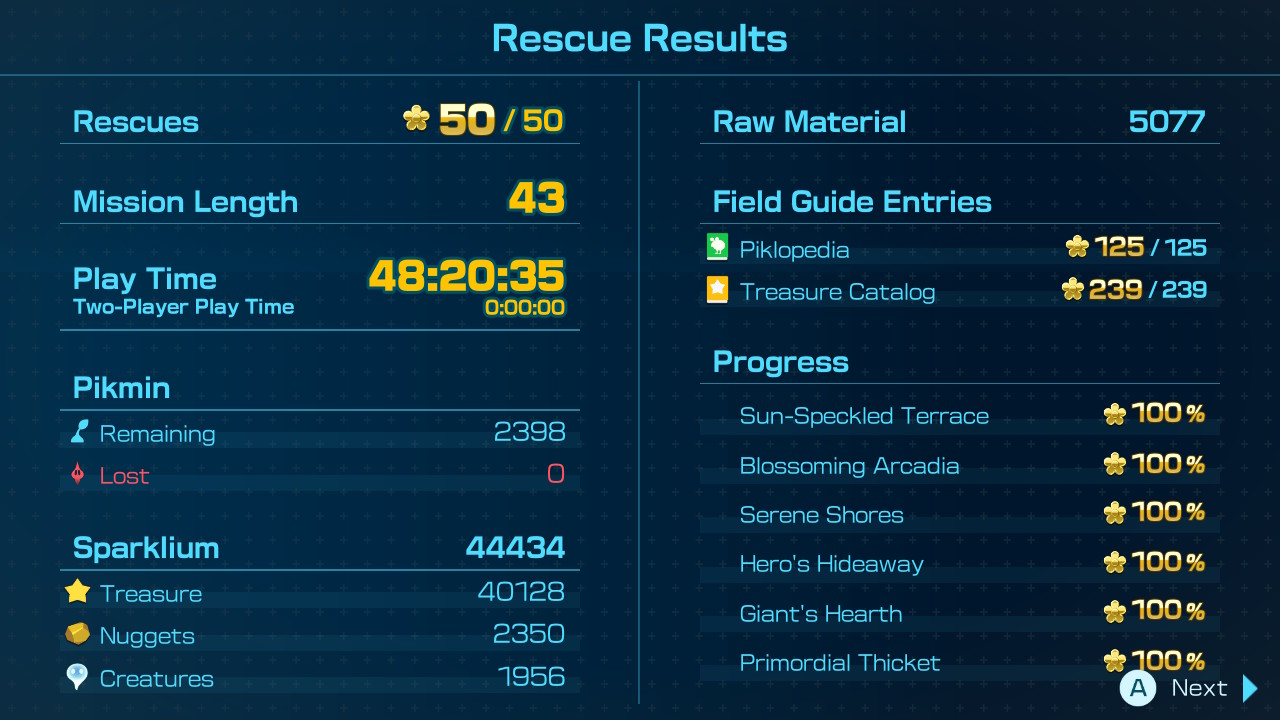 Rescue Results
Rescues 50 / 50
Mission Length 43
Play Time 48:20:35
Two-Player Play Time 0:00:00
Pikmin
Remaining 2398
Lost 0
Sparklium 44434
Treasure 40128
Nuggets 2350
Creatures 1956
Raw Material 5077
Field Guide Entries
Piklopedia 125 / 125
Treasure Catalog 239 / 239
Progress
Sun-Speckled Terrace 100%
Blossoming Arcadia 100%
Serene Shores 100%
Hero's Hideaway 100%
Giant's Hearth 100%
Primordial Thicket 100%
A Next